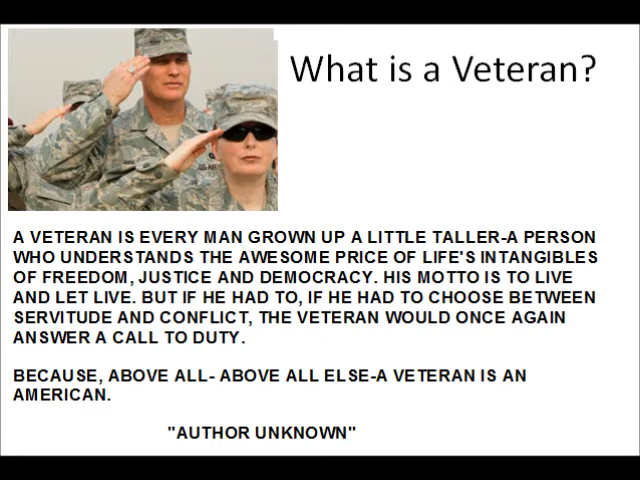 What is a Veteran?
A VETERAN IS EVERY MAN GROWN UP A LITTLE TALLER-A PERSON
WHO UNDERSTANDS THE AWESOME PRICE OF LIFE'S INTANGIBLES
OF FREEDOM, JUSTICE AND DEMOCRACY. HIS MOTTO IS TO LIVE
AND LET LIVE. BUT IF HE HAD TO, IF HE HAD TO CHOOSE BETWEEN
SERVITUDE AND CONFLICT, THE VETERAN WOULD ONCE AGAIN
ANSWER A CALL TO DUTY.
BECAUSE, ABOVE ALL- ABOVE ALL ELSE-A VETERAN IS AN
AMERICAN.
"AUTHOR UNKNOWN"